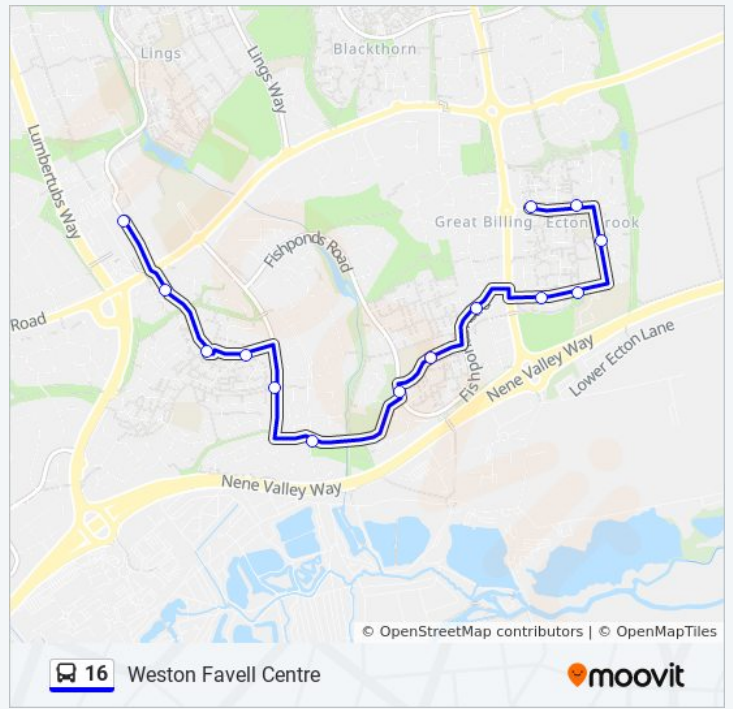 Lings
Blackthorn
Lings Way
Lumbertubs Way
Great Billing
Ecton Brook
Fishponds Road
Road
Nene Valley Way
Lower Ecton Lane
Nene Valley Way
© OpenStreetMap contributors | © OpenMapTiles
16 Weston Favell Centre
moovit